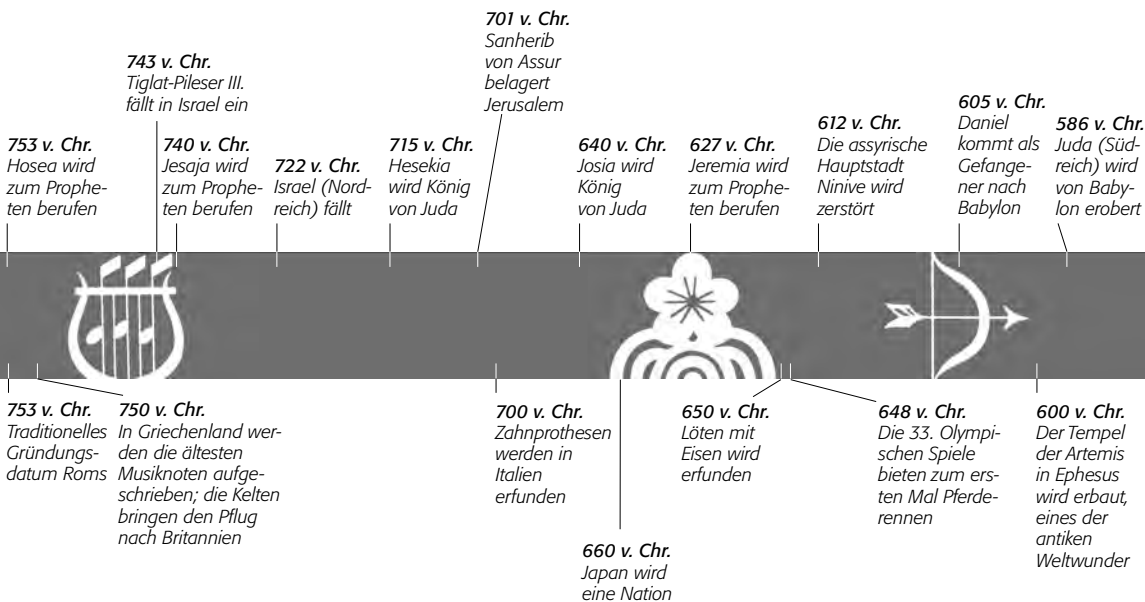 753 v. Chr.
Hosea wird
zum Prophe-
ten berufen
743 v. Chr.
Tiglat-Pileser III.
fällt in Israel ein
740 v. Chr.
Jesaja wird
zum Prophe-
ten berufen
722 v. Chr.
Israel (Nord-
reich) fällt
715 v. Chr.
Hesekia
wird König
von Juda
701 v. Chr.
Sanherib
von Assur
belagert
Jerusalem
640 v. Chr.
Josia wird
König
von Juda
627 v. Chr.
Jeremia wird
zum Prophe-
ten berufen
612 v. Chr.
Die assyrische
Hauptstadt
Ninive wird
zerstört
605 v. Chr.
Daniel
kommt als
Gefange-
ner nach
Babylon
586 v. Chr.
Juda (Süd-
reich) wird
von Baby-
lon erobert
753 v. Chr.
Traditionelles
Gründungs-
datum Roms
750 v. Chr.
In Griechenland wer-
den die ältesten
Musiknoten aufge-
schrieben; die Kelten
bringen den Pflug
nach Britannien
700 v. Chr.
Zahnprothesen
werden in
Italien
erfunden
660 v. Chr.
Japan wird
eine Nation
650 v. Chr.
Löten mit
Eisen wird
erfunden
648 v. Chr.
Die 33. Olympi-
schen Spiele
bieten zum ers-
ten Mal Pferde-
rennen
600 v. Chr.
Der Tempel
der Artemis
in Ephesus
wird erbaut,
eines der
antiken
Weltwunder